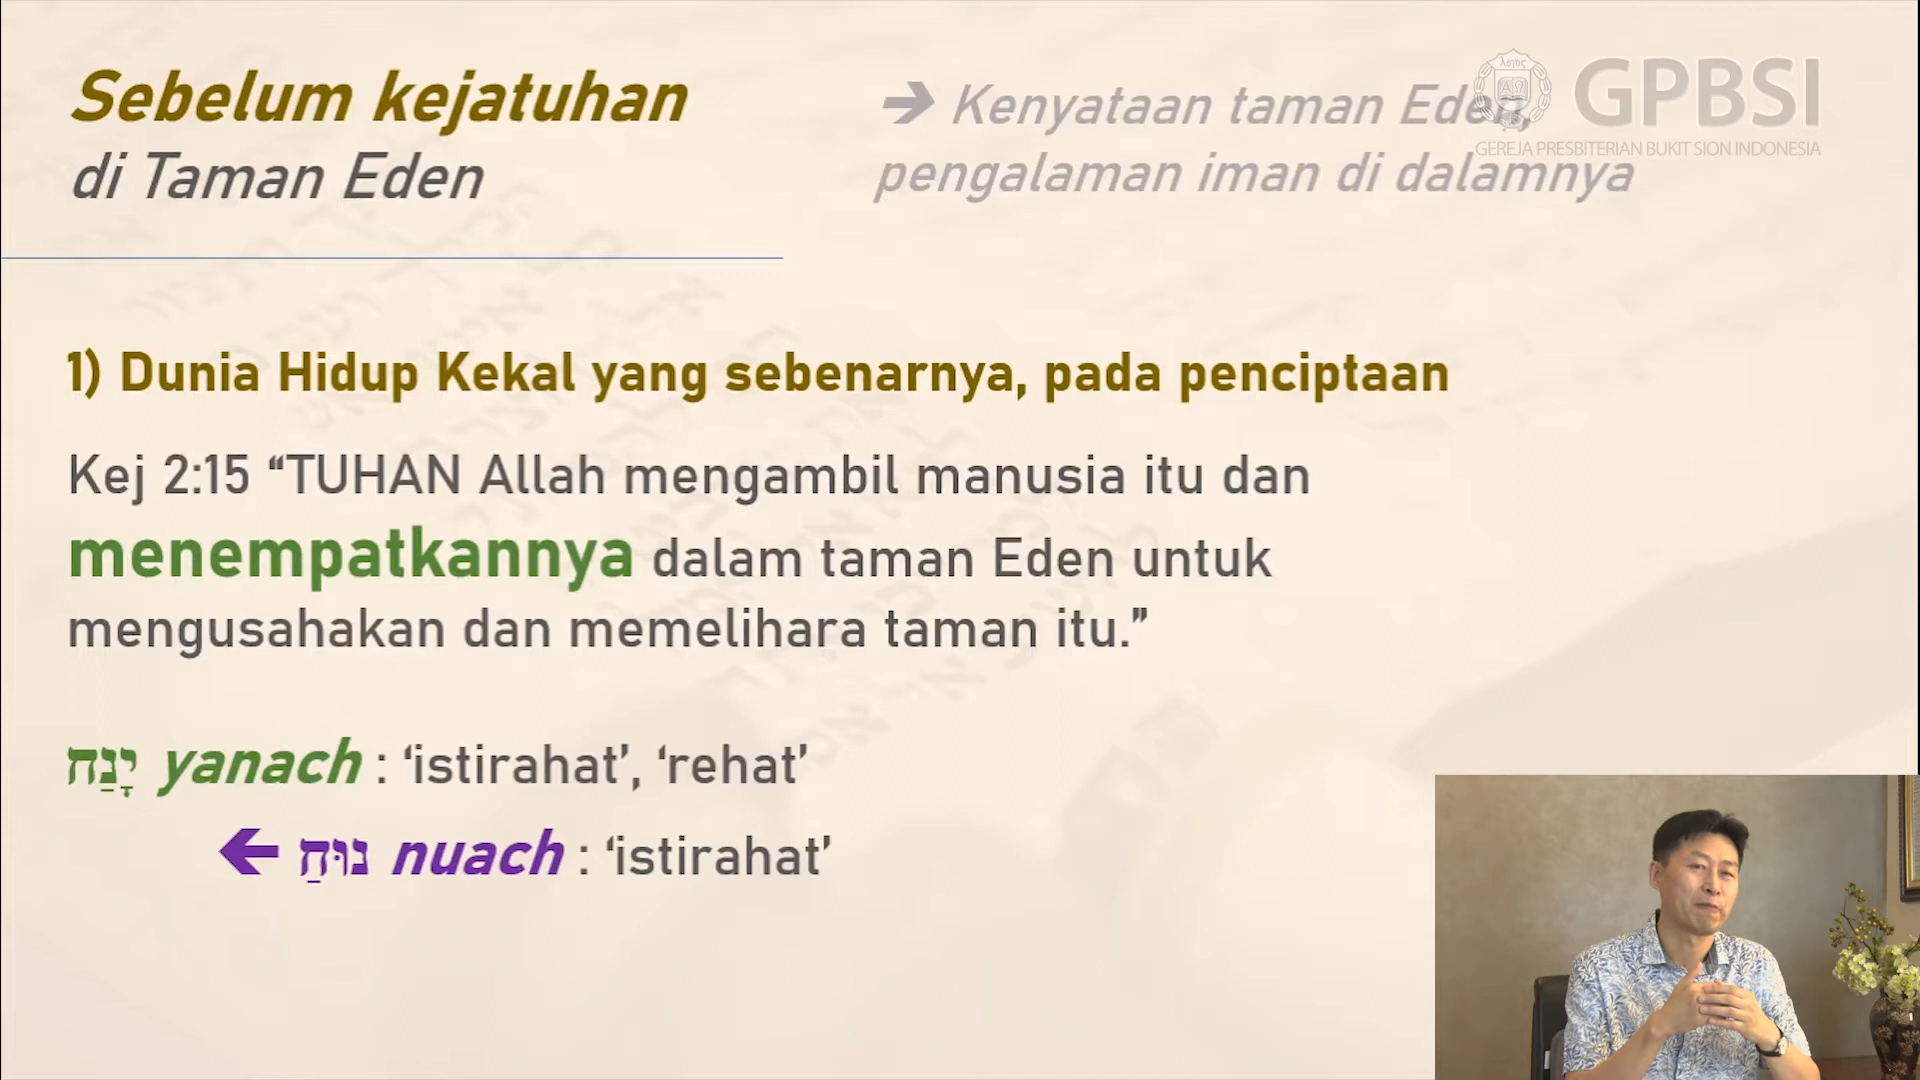 Sebelum kejatuhan
di Taman Eden
➔ Kenyataan taman Eden,
pengalaman iman di dalamnya
λόγος
Α Ω
GPBSI
GEREJA PRESBITERIAN BUKIT SION INDONESIA
1) Dunia Hidup Kekal yang sebenarnya, pada penciptaan
Kej 2:15 “TUHAN Allah mengambil manusia itu dan
menempatkannya dalam taman Eden untuk
mengusahakan dan memelihara taman itu.”
יָנַח yanach : ‘istirahat’, ‘rehat’
🡰 נוּחַ nuach : ‘istirahat’